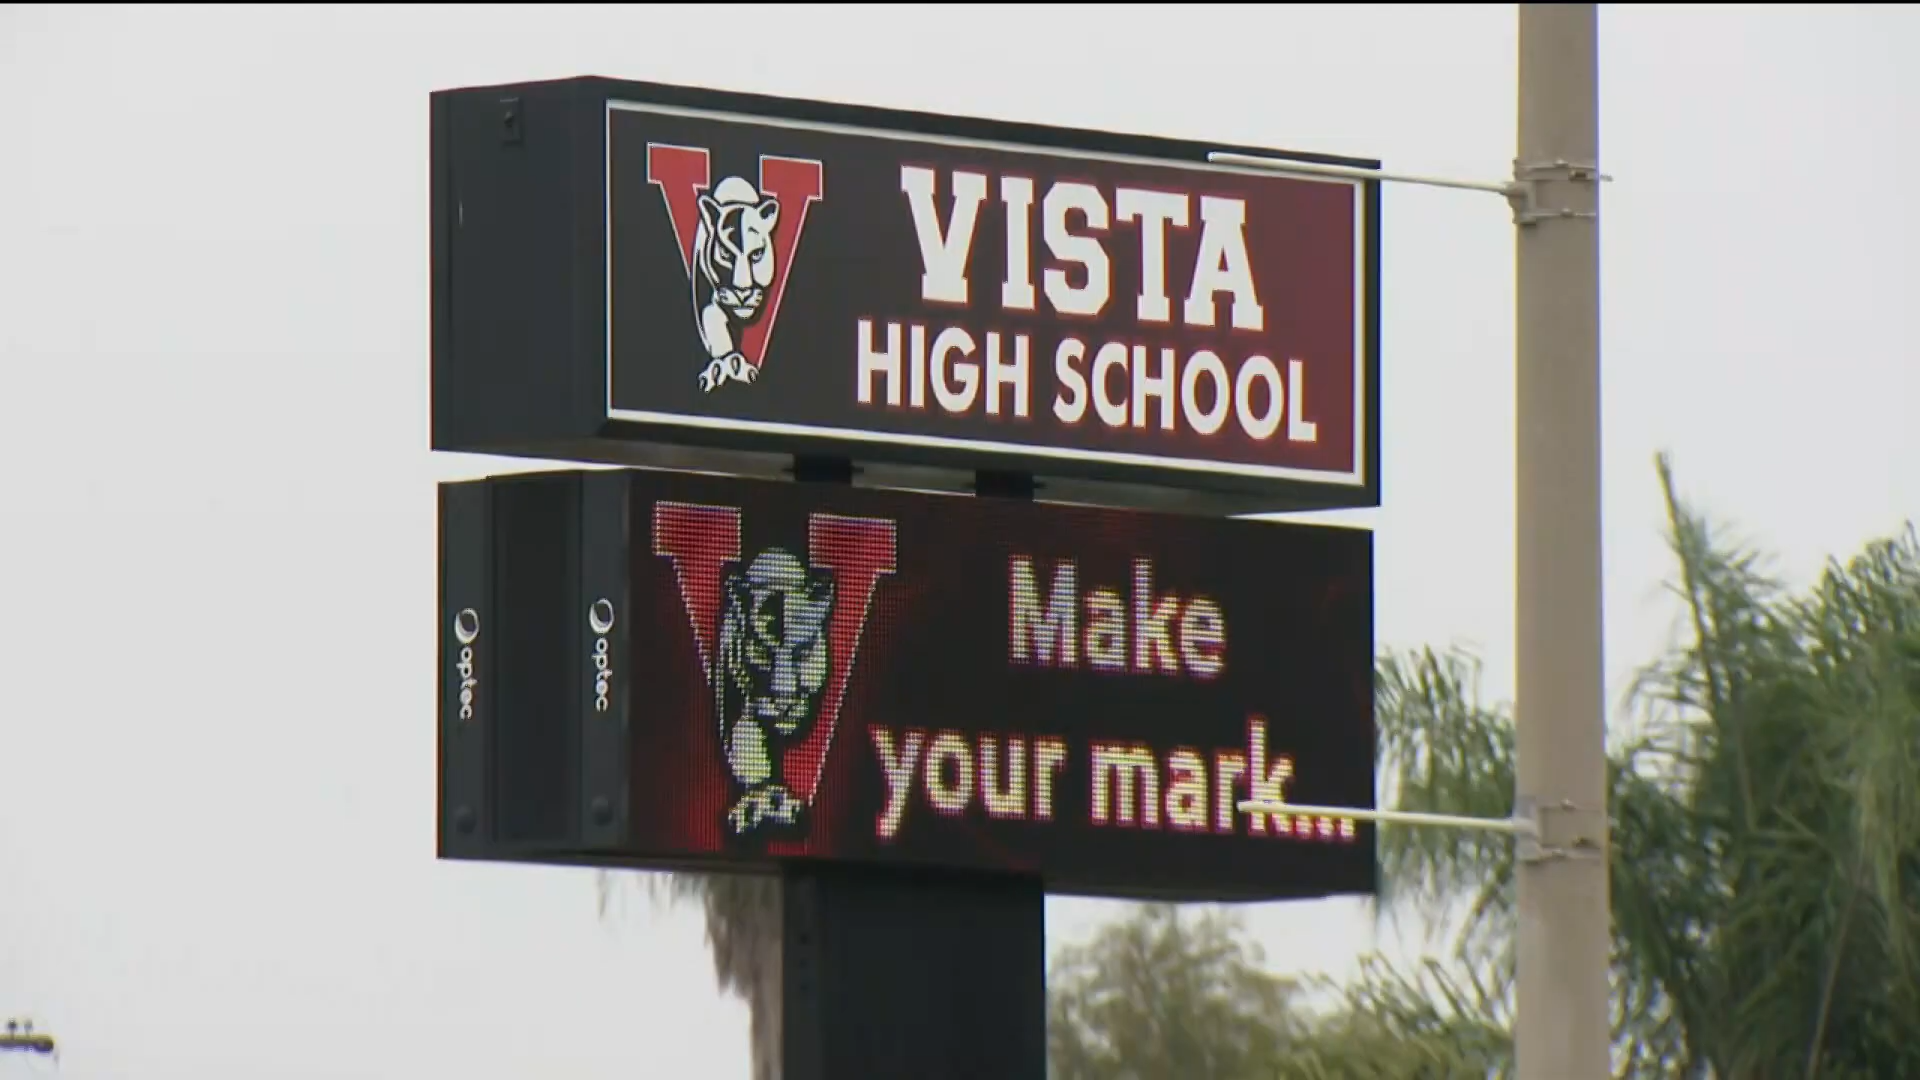 V
VISTA
HIGH SCHOOL
V
Make
your mark...
optec
optec